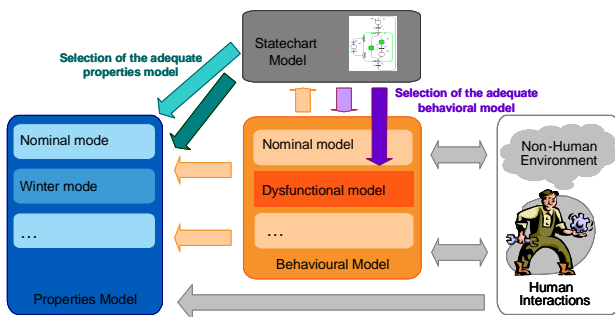 Statechart
Model
Selection of the adequate
properties model
Selection of the adequate
behavioral model
Nominal mode
Winter mode
...
Properties Model
Nominal model
Dysfunctional model
...
Behavioural Model
Non-Human
Environment
Human
Interactions